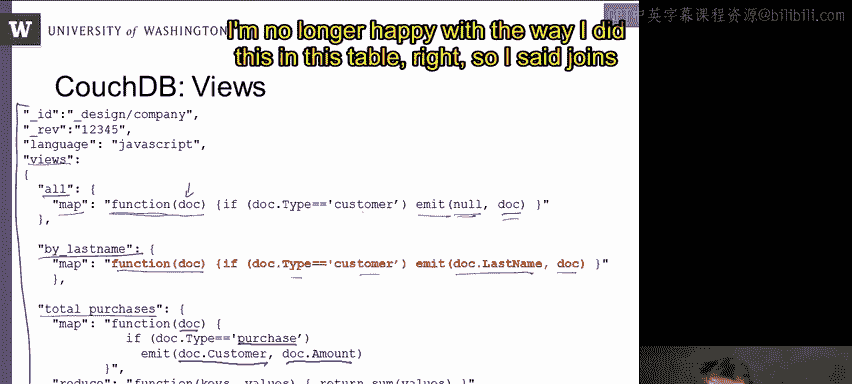 W UNIVERSITY of WASHINGTON
中英字幕课程资源@bilibili.com
I'm no longer happy with the way I did
this in this table, right, so I said joins
CouchDB: Views
"_id":"_design/company",
"_rev":"12345",
"language": "javascript",
"views":
{
"all": {
"map": "function(doc) {if (doc.Type=='customer’) emit(null, doc) }"
},
"by_lastname": {
"map": "function(doc) {if (doc.Type=='customer’) emit(doc.LastName, doc) }"
},
"total_purchases": {
"map": "function(doc) {
if (doc.Type=='purchase’)
emit(doc.Customer, doc.Amount)
}",
"reduce": "function(keys, values) { return sum(values) }"